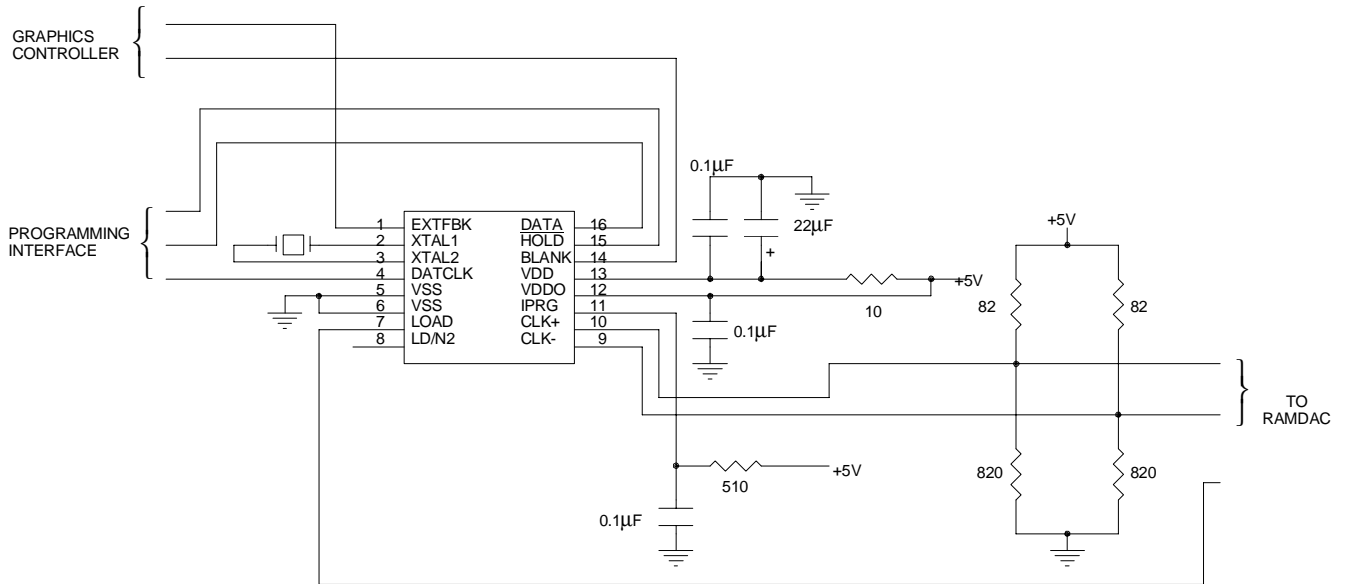 GRAPHICS
CONTROLLER
PROGRAMMING
INTERFACE
1 EXTFBK DATA 16
2 XTAL1 HOLD 15
3 XTAL2 BLANK 14
4 DATCLK VDD 13
5 VSS VDDO 12
6 VSS IPRG 11
7 LOAD CLK+ 10
8 LD/N2 CLK- 9
0.1µF
22µF
+
+5V
10
0.1µF
+5V
82
82
820
820
TO
RAMDAC
+5V
510
0.1µF